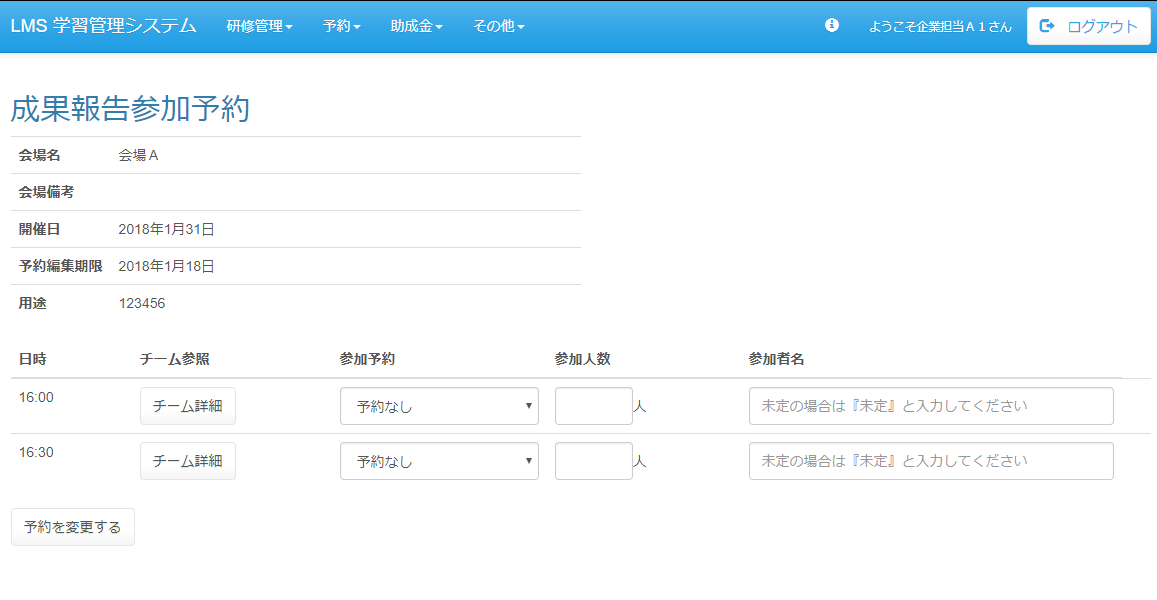 LMS 学習管理システム 研修管理 予約 助成金 その他 ようこそ企業担当Ａ１さん ログアウト
成果報告参加予約
会場名 会場Ａ
会場備考
開催日 2018年1月31日
予約編集期限 2018年1月18日
用途 123456
日時 チーム参照 参加予約 参加人数 参加者名
16:00 チーム詳細 予約なし 人 未定の場合は『未定』と入力してください
16:30 チーム詳細 予約なし 人 未定の場合は『未定』と入力してください
予約を変更する